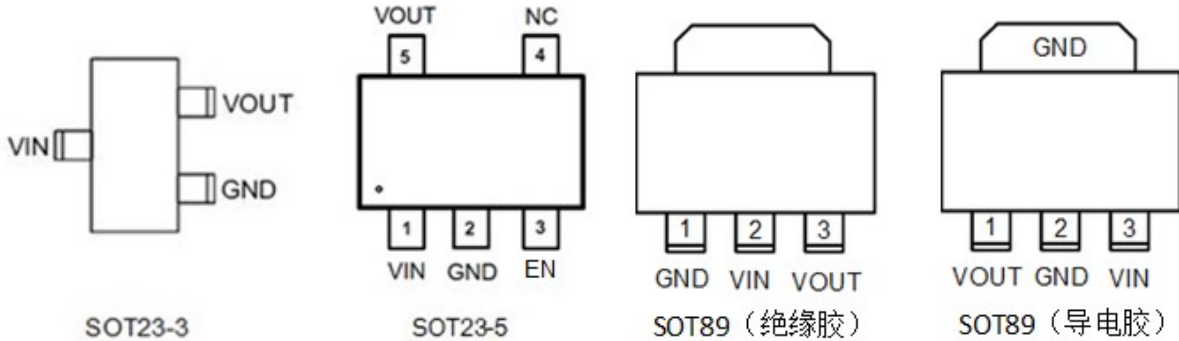 VIN
VOUT
GND
SOT23-3
VOUT NC
5 4
1 2 3
VIN GND EN
SOT23-5
1 2 3
GND VIN VOUT
SOT89（绝缘胶）
GND
1 2 3
VOUT GND VIN
SOT89（导电胶）